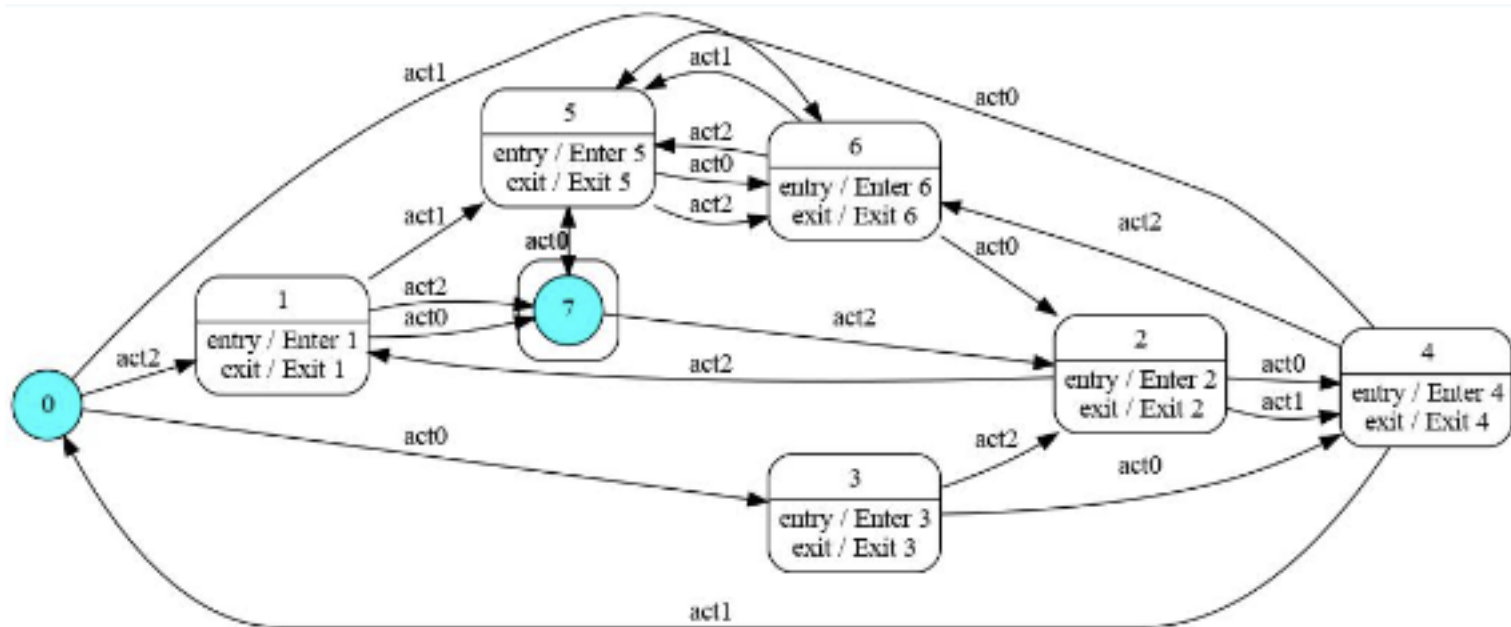 act1
act0
act1
5
entry / Enter 5
exit / Exit 5
act2
act0
act2
6
entry / Enter 6
exit / Exit 6
act1
act2
act0
act0
1
entry / Enter 1
exit / Exit 1
act2
act0
7
act2
act2
2
entry / Enter 2
exit / Exit 2
act0
act1
4
entry / Enter 4
exit / Exit 4
act2
0
act0
act2
act0
3
entry / Enter 3
exit / Exit 3
act1